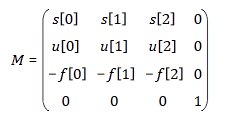 s[0] s[1] s[2] 0
u[0] u[1] u[2] 0
M = −f[0] −f[1] −f[2] 0
0 0 0 1